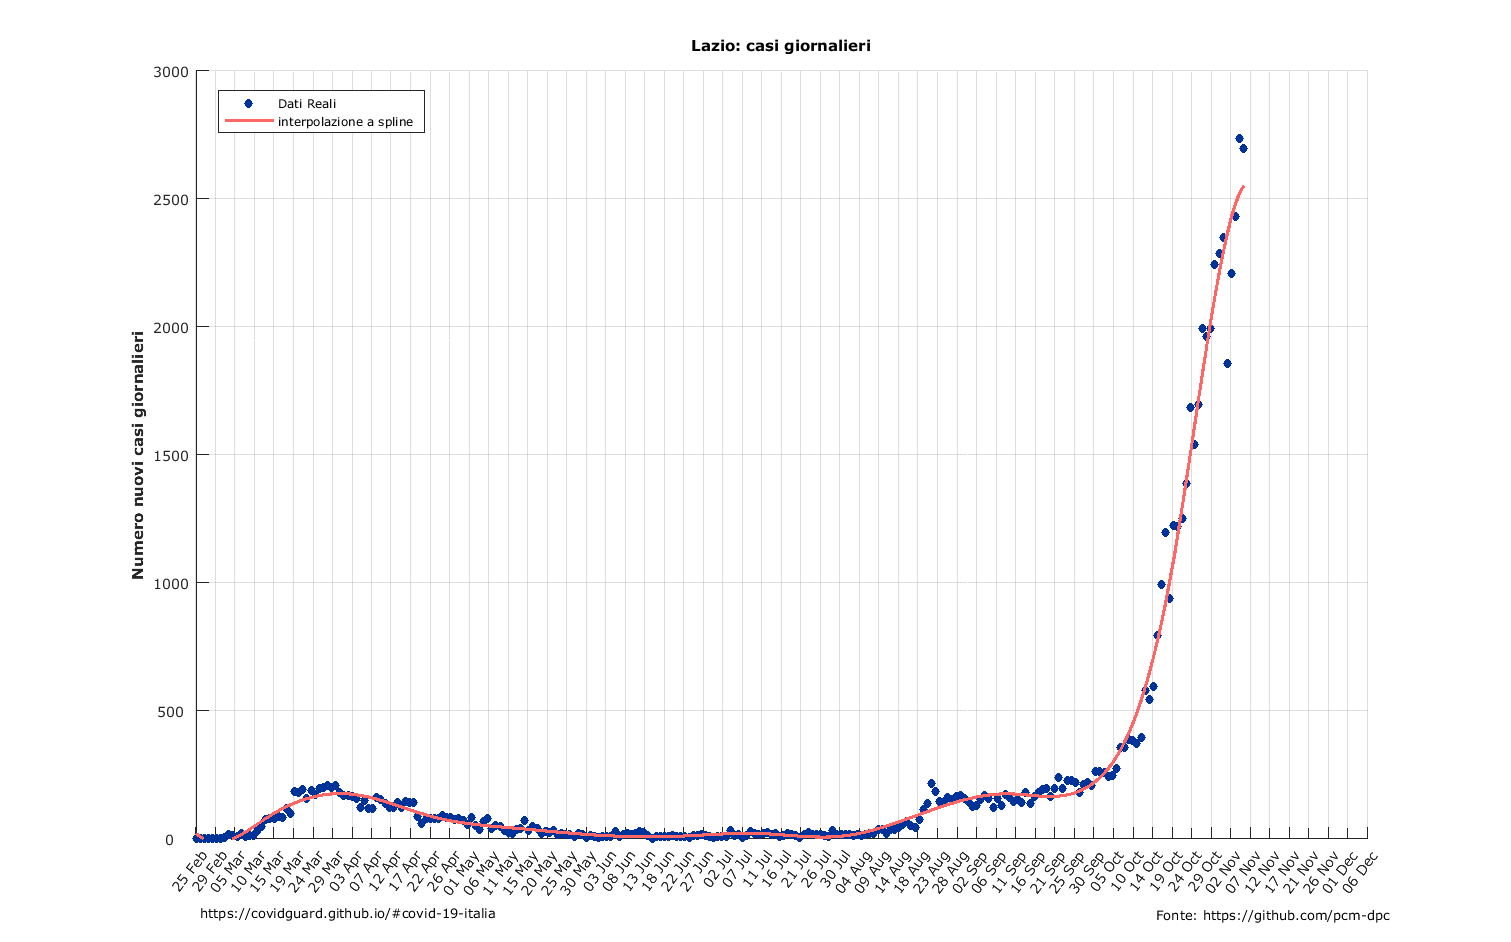 Lazio: casi giornalieri
3000
2500
2000
1500
1000
500
0
Numero nuovi casi giornalieri
Dati Reali
interpolazione a spline
25 Feb
29 Feb
05 Mar
10 Mar
15 Mar
19 Mar
24 Mar
29 Mar
03 Apr
07 Apr
12 Apr
17 Apr
22 Apr
26 Apr
01 May
06 May
11 May
15 May
20 May
25 May
30 May
03 Jun
08 Jun
13 Jun
18 Jun
22 Jun
27 Jun
02 Jul
07 Jul
11 Jul
16 Jul
21 Jul
26 Jul
30 Jul
04 Aug
09 Aug
14 Aug
18 Aug
23 Aug
28 Aug
02 Sep
06 Sep
11 Sep
16 Sep
21 Sep
25 Sep
30 Sep
05 Oct
10 Oct
14 Oct
19 Oct
24 Oct
29 Oct
02 Nov
07 Nov
12 Nov
17 Nov
21 Nov
26 Nov
01 Dec
06 Dec
https://covidguard.github.io/#covid-19-italia
Fonte: https://github.com/pcm-dpc